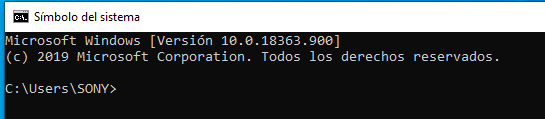 Símbolo del sistema
Microsoft Windows [Versión 10.0.18363.900]
(c) 2019 Microsoft Corporation. Todos los derechos reservados.
C:\Users\SONY>